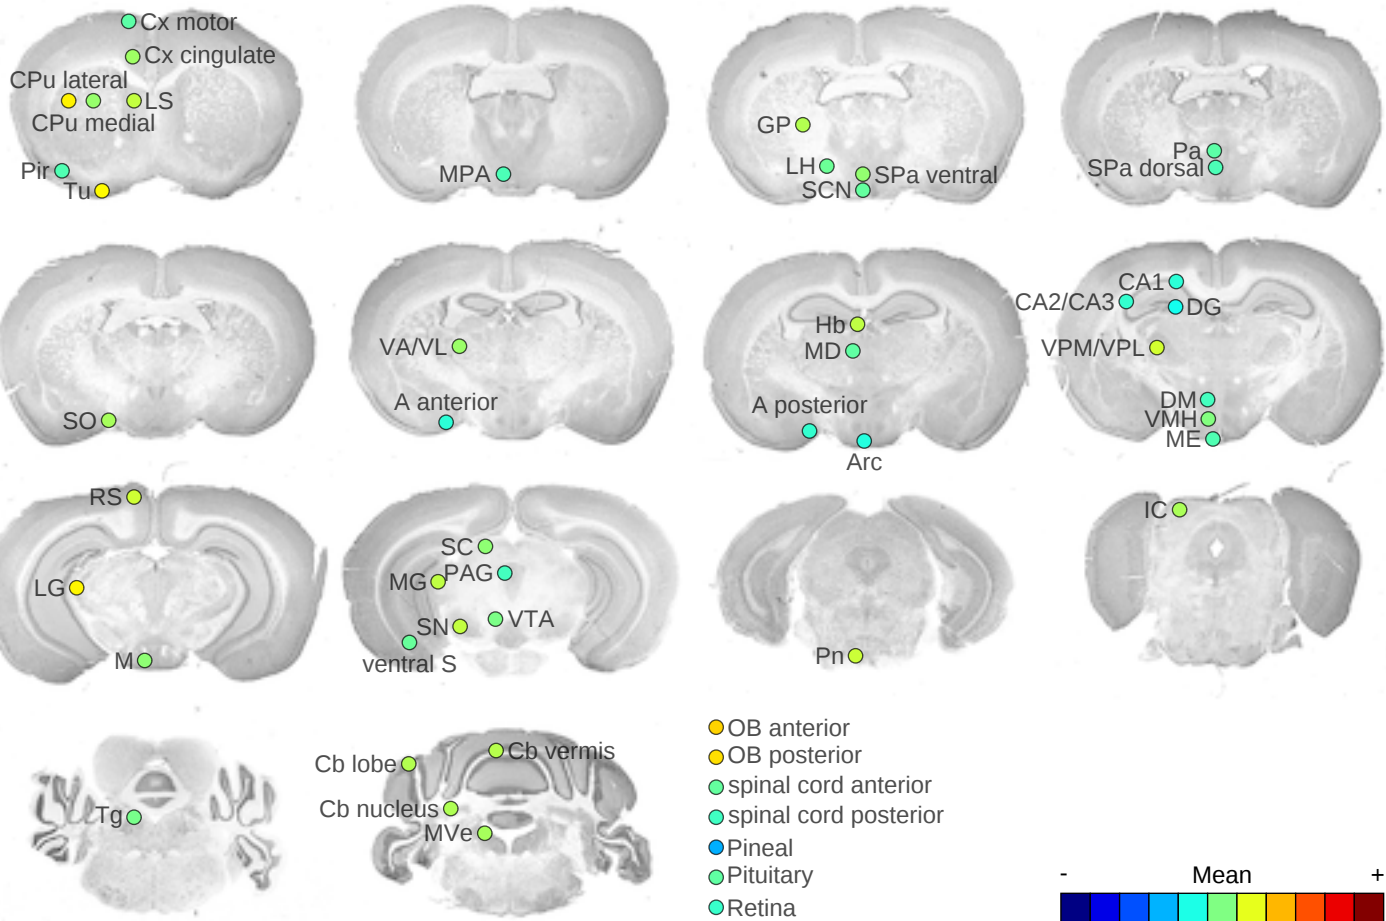 Cx motor
Cx cingulate
CPu lateral
LS
CPu medial
Pir
Tu
MPA
GP
LH
SPa ventral
SCN
Pa
SPa dorsal
SO
VA/VL
A anterior
Hb
MD
A posterior
Arc
CA1
CA2/CA3
DG
VPM/VPL
DM
VMH
ME
RS
LG
M
SC
PAG
MG
SN
VTA
ventral S
Pn
IC
Tg
Cb vermis
Cb lobe
Cb nucleus
MVe
OB anterior
OB posterior
spinal cord anterior
spinal cord posterior
Pineal
Pituitary
Retina
- Mean +